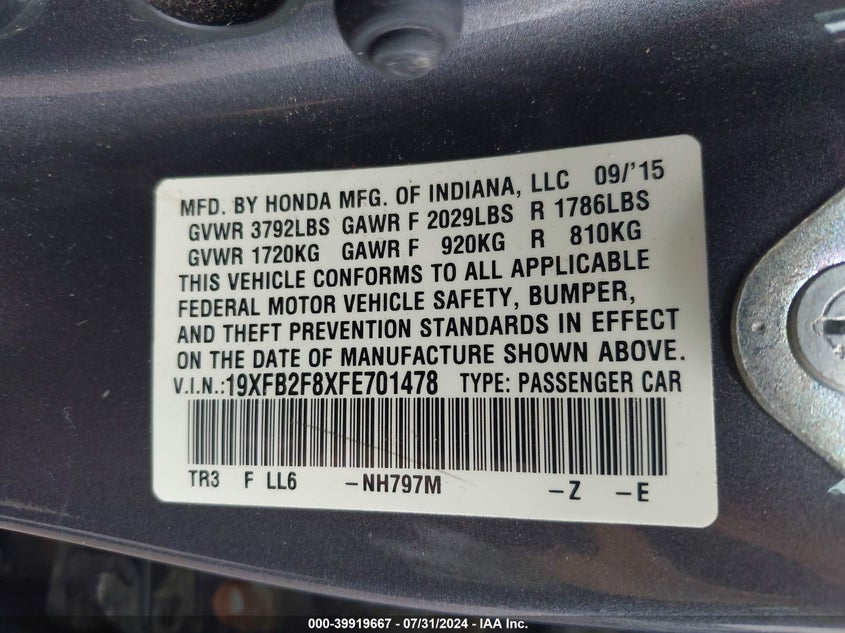 MFD. BY HONDA MFG. OF INDIANA, LLC 09/'15
GVWR 3792LBS GAWR F 2029LBS R 1786LBS
GVWR 1720KG GAWR F 920KG R 810KG
THIS VEHICLE CONFORMS TO ALL APPLICABLE
FEDERAL MOTOR VEHICLE SAFETY, BUMPER,
AND THEFT PREVENTION STANDARDS IN EFFECT
ON THE DATE OF MANUFACTURE SHOWN ABOVE.
V.I.N.:19XFB2F8XFE701478 TYPE: PASSENGER CAR
TR3 F LL6 -NH797M -Z -E
000-39919667 / 07/31/2024 - IAA Inc.